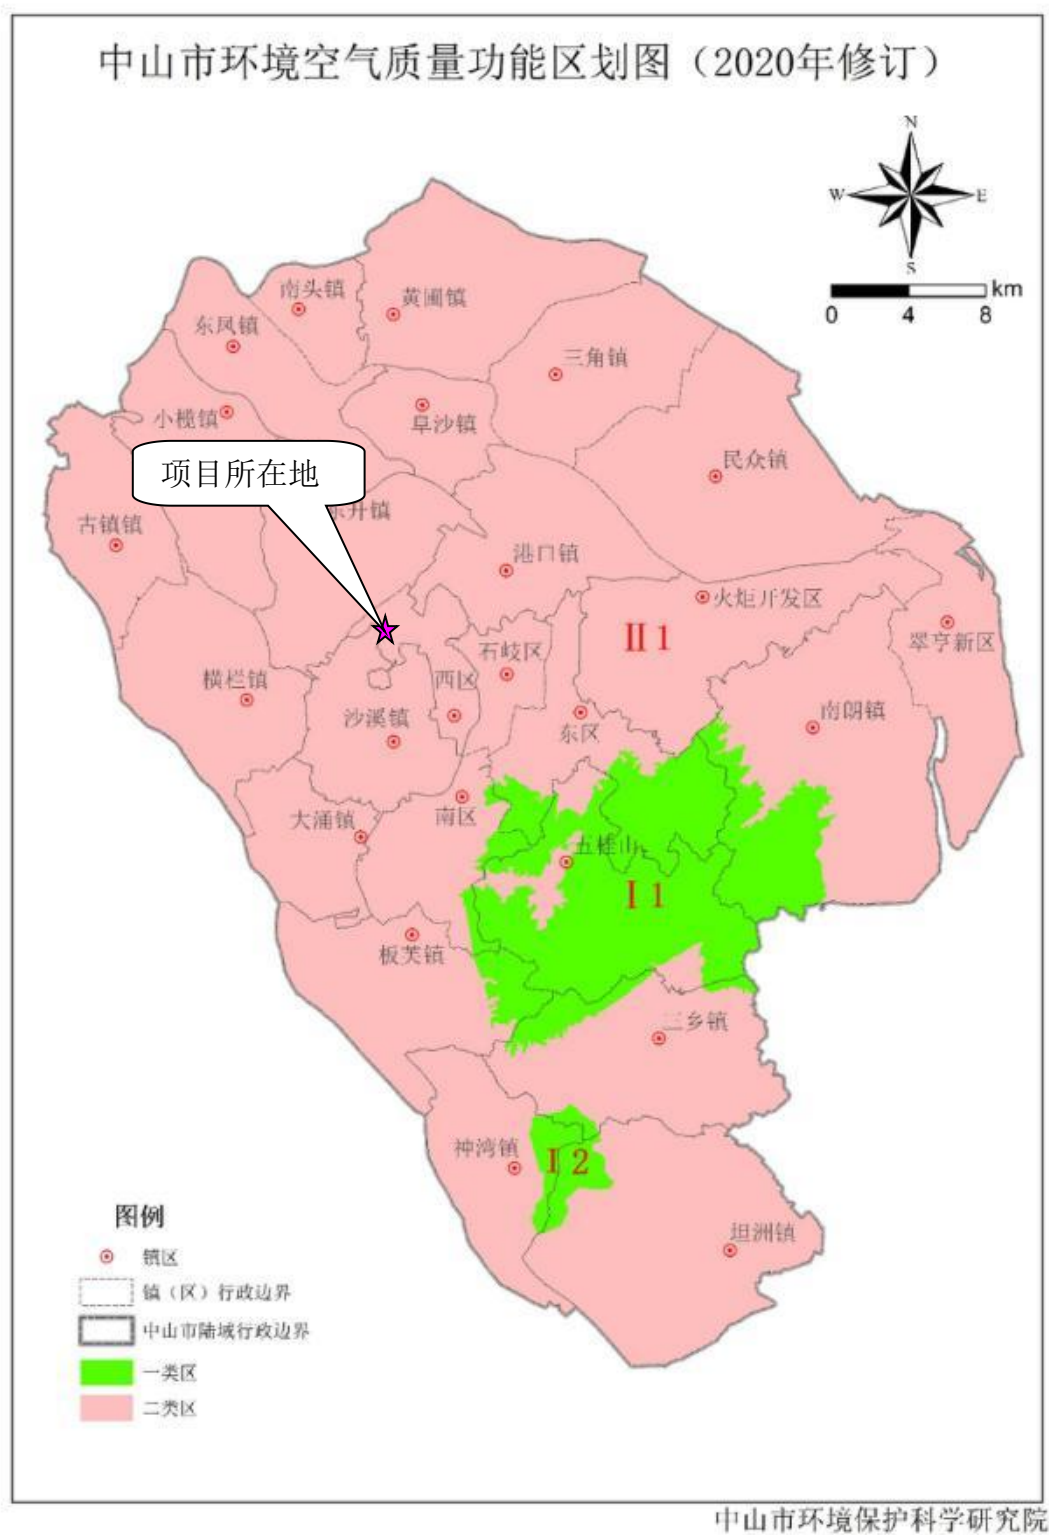 中山市环境空气质量功能区划图（2020年修订）
N
W
E
S
km
0 4 8
南头镇
黄圃镇
东凤镇
三角镇
小榄镇
阜沙镇
民众镇
项目所在地
东升镇
古镇镇
港口镇
火炬开发区
Ⅱ1
翠亨新区
石岐区
横栏镇
西区
沙溪镇
南朗镇
东区
大涌镇
南区
五桂山
Ⅰ1
板芙镇
三乡镇
神湾镇
Ⅰ2
坦洲镇
图例
镇区
镇（区）行政边界
中山市陆域行政边界
一类区
二类区
中山市环境保护科学研究院